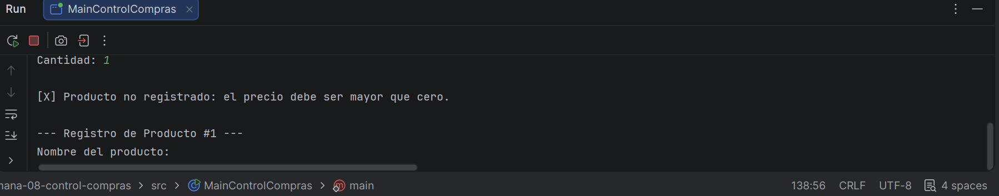 Run MainControlCompras
Cantidad: 1
[X] Producto no registrado: el precio debe ser mayor que cero.
--- Registro de Producto #1 ---
Nombre del producto:
nana-08-control-compras > src > MainControlCompras > main 138:56 CRLF UTF-8 4 spaces